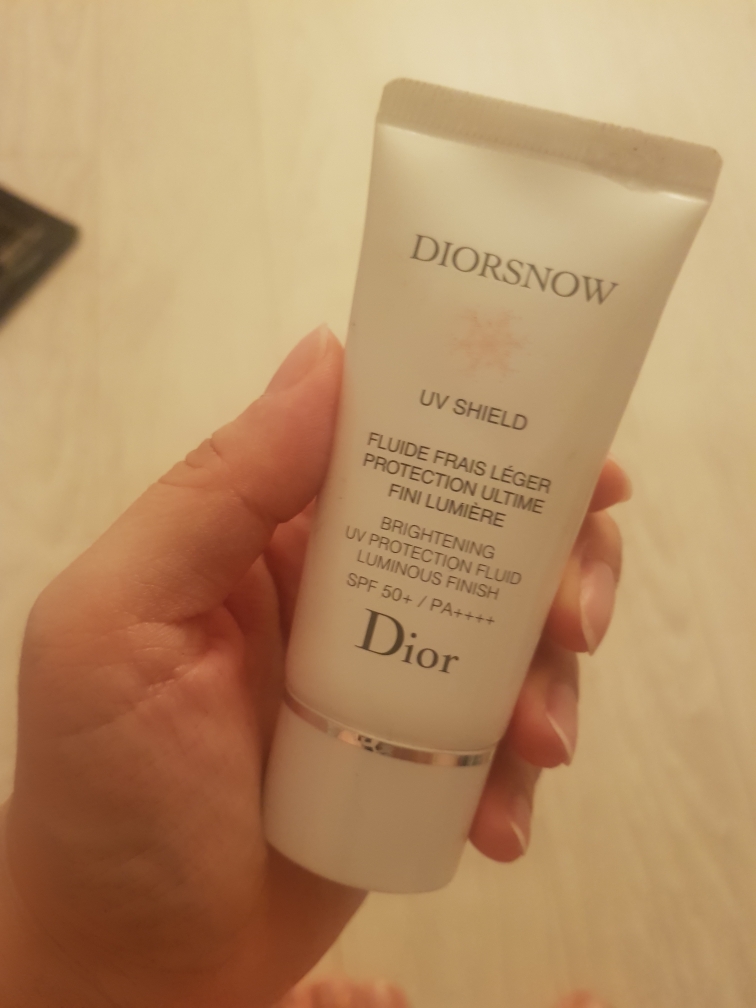 DIORSNOW
UV SHIELD
FLUIDE FRAIS LÉGER
PROTECTION ULTIME
FINI LUMIÈRE
BRIGHTENING
UV PROTECTION FLUID
LUMINOUS FINISH
SPF 50+ / PA++++
Dior